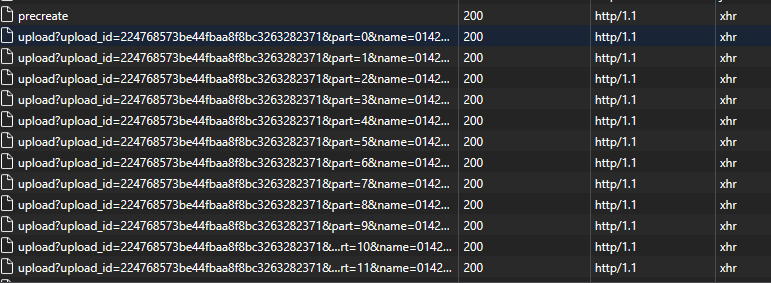 precreate 200 http/1.1 xhr
upload?upload_id=224768573be44fbaa8f8bc3263282371&part=0&name=0142... 200 http/1.1 xhr
upload?upload_id=224768573be44fbaa8f8bc3263282371&part=1&name=0142... 200 http/1.1 xhr
upload?upload_id=224768573be44fbaa8f8bc3263282371&part=2&name=0142... 200 http/1.1 xhr
upload?upload_id=224768573be44fbaa8f8bc3263282371&part=3&name=0142... 200 http/1.1 xhr
upload?upload_id=224768573be44fbaa8f8bc3263282371&part=4&name=0142... 200 http/1.1 xhr
upload?upload_id=224768573be44fbaa8f8bc3263282371&part=5&name=0142... 200 http/1.1 xhr
upload?upload_id=224768573be44fbaa8f8bc3263282371&part=6&name=0142... 200 http/1.1 xhr
upload?upload_id=224768573be44fbaa8f8bc3263282371&part=7&name=0142... 200 http/1.1 xhr
upload?upload_id=224768573be44fbaa8f8bc3263282371&part=8&name=0142... 200 http/1.1 xhr
upload?upload_id=224768573be44fbaa8f8bc3263282371&part=9&name=0142... 200 http/1.1 xhr
upload?upload_id=224768573be44fbaa8f8bc3263282371&...rt=10&name=0142... 200 http/1.1 xhr
upload?upload_id=224768573be44fbaa8f8bc3263282371&...rt=11&name=0142... 200 http/1.1 xhr